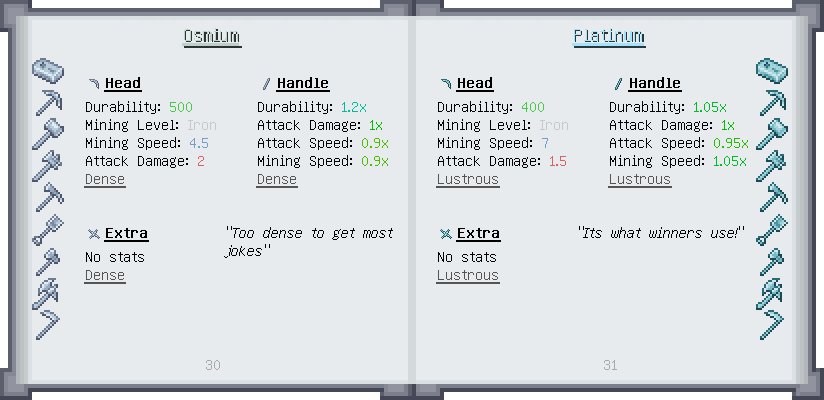 Osmium
Head
Durability: 500
Mining Level: Iron
Mining Speed: 4.5
Attack Damage: 2
Dense
Handle
Durability: 1.2x
Attack Damage: 1x
Attack Speed: 0.9x
Mining Speed: 0.9x
Dense
Extra
No stats
Dense
"Too dense to get most
jokes"
30
Platinum
Head
Durability: 400
Mining Level: Iron
Mining Speed: 7
Attack Damage: 1.5
Lustrous
Handle
Durability: 1.05x
Attack Damage: 1x
Attack Speed: 0.95x
Mining Speed: 1.05x
Lustrous
Extra
No stats
Lustrous
"Its what winners use!"
31